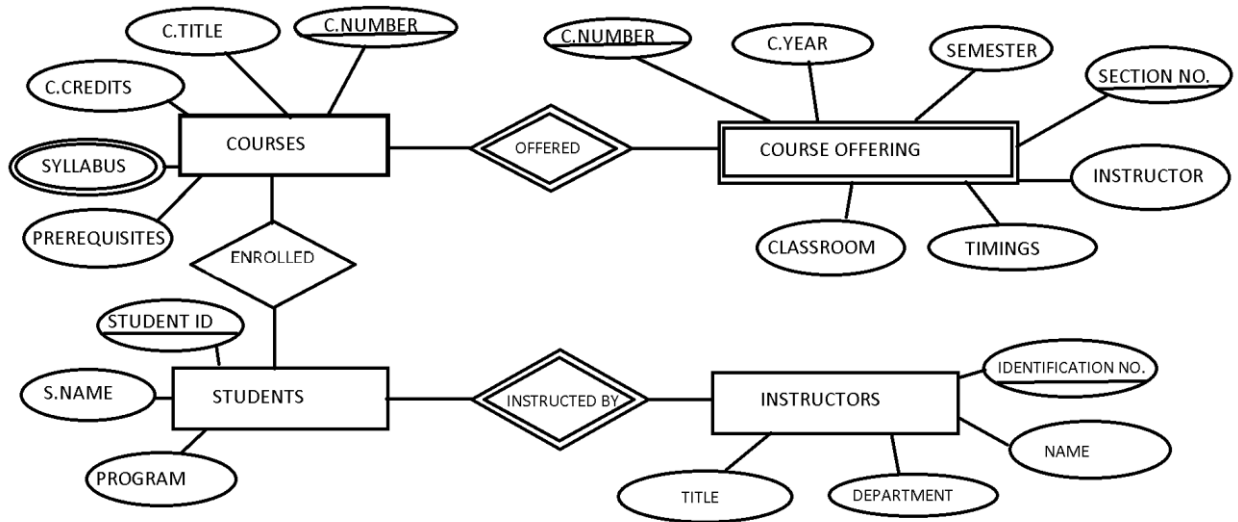 C.TITLE
C.NUMBER
C.CREDITS
SYLLABUS
PREREQUISITES
COURSES
OFFERED
C.NUMBER
C.YEAR
SEMESTER
SECTION NO.
COURSE OFFERING
INSTRUCTOR
CLASSROOM
TIMINGS
ENROLLED
STUDENT ID
S.NAME
STUDENTS
PROGRAM
INSTRUCTED BY
INSTRUCTORS
IDENTIFICATION NO.
NAME
TITLE
DEPARTMENT